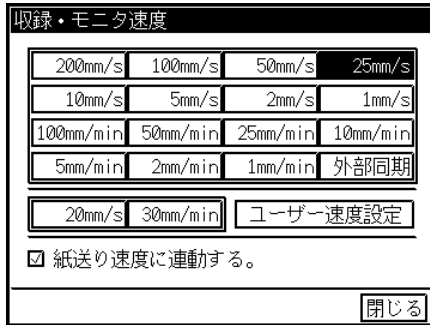 収録・モニタ速度
200mm/s 100mm/s 50mm/s 25mm/s
10mm/s 5mm/s 2mm/s 1mm/s
100mm/min 50mm/min 25mm/min 10mm/min
5mm/min 2mm/min 1mm/min 外部同期
20mm/s 30mm/min ユーザー速度設定
☑ 紙送り速度に連動する。
閉じる